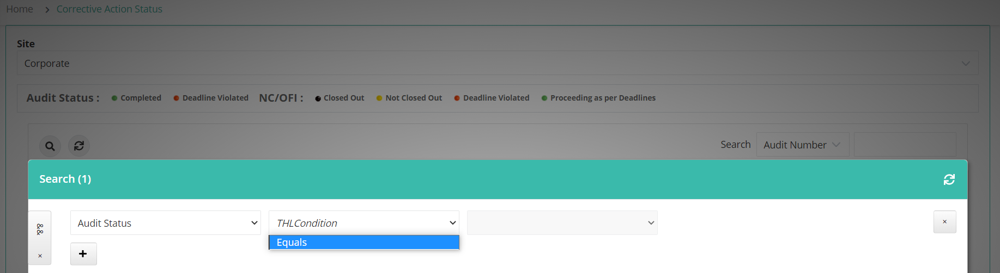 Home > Corrective Action Status
Site
Corporate
Audit Status : Completed Deadline Violated NC/OFI : Closed Out Not Closed Out Deadline Violated Proceeding as per Deadlines
Search Audit Number
Search (1)
&& Audit Status THLCondition ×
Equals
× +